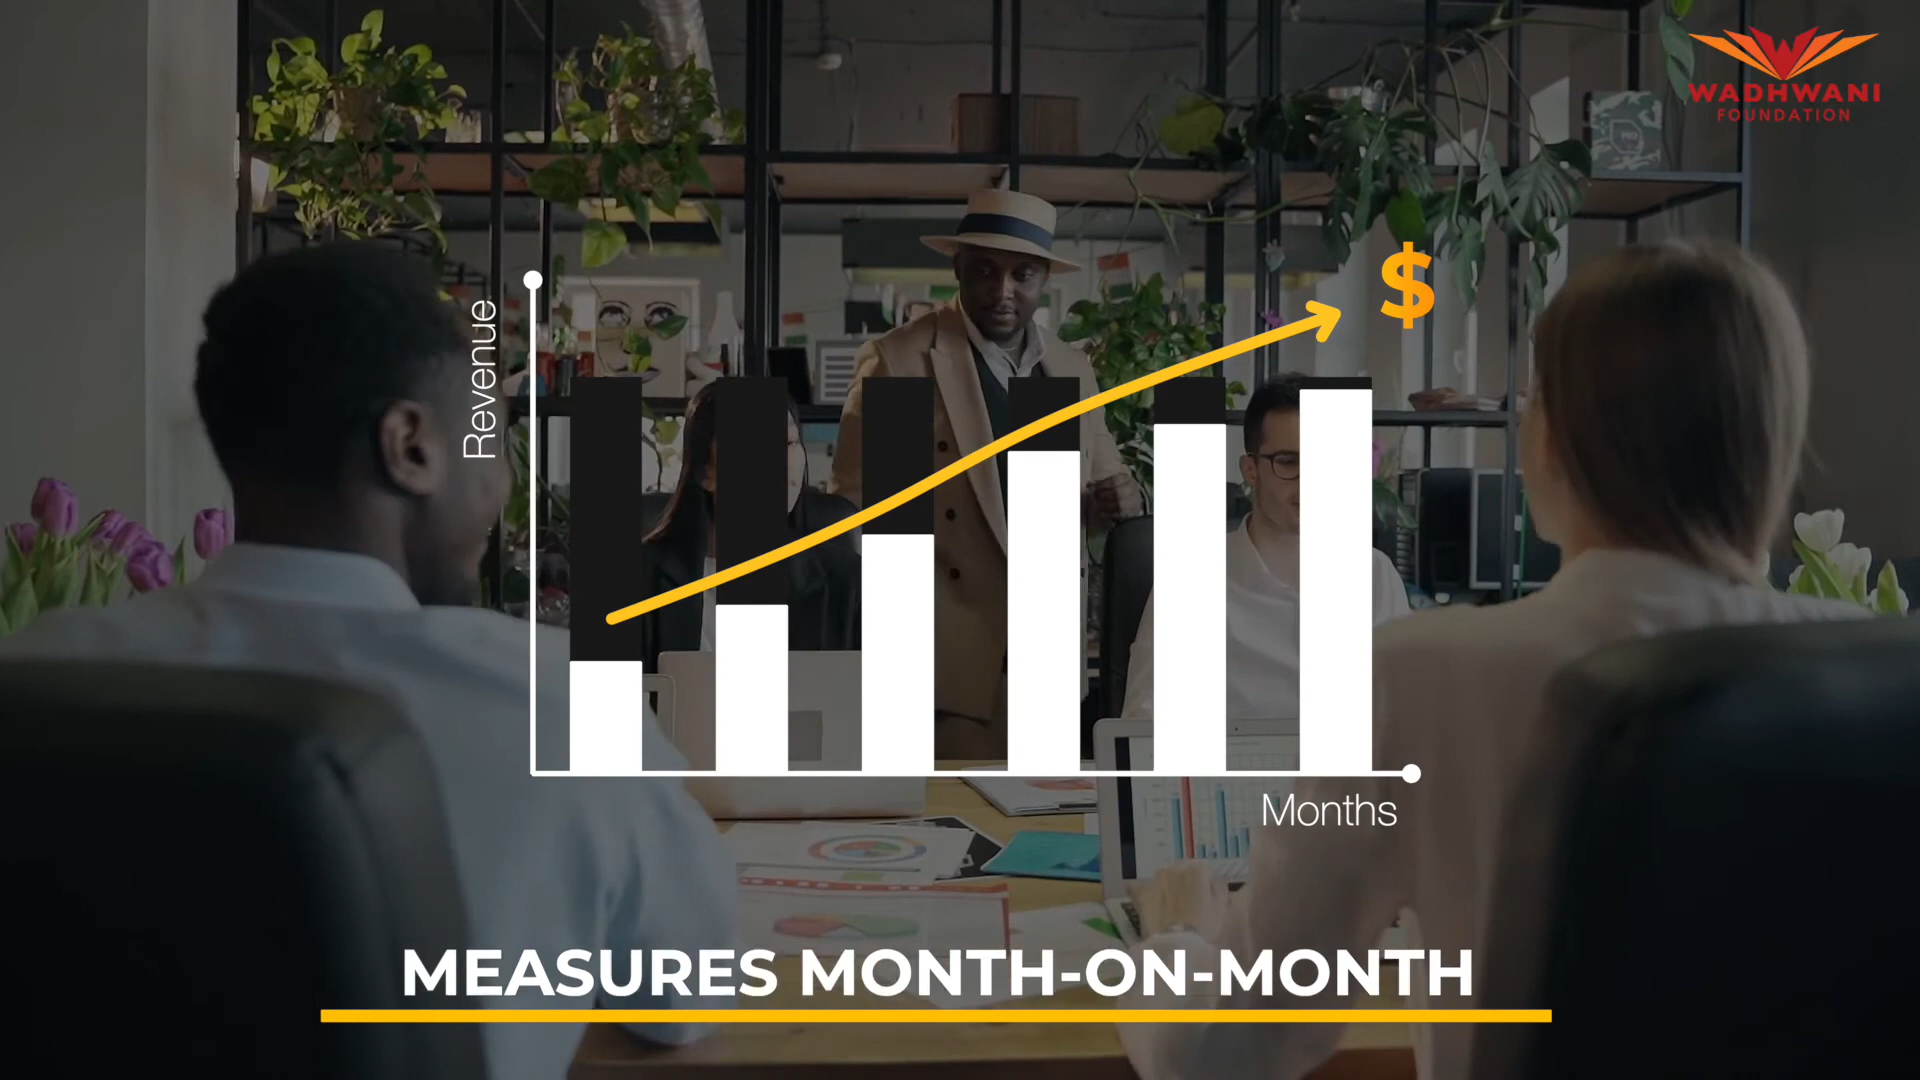 WADHWANI
FOUNDATION
$
Revenue
Months
MEASURES MONTH-ON-MONTH